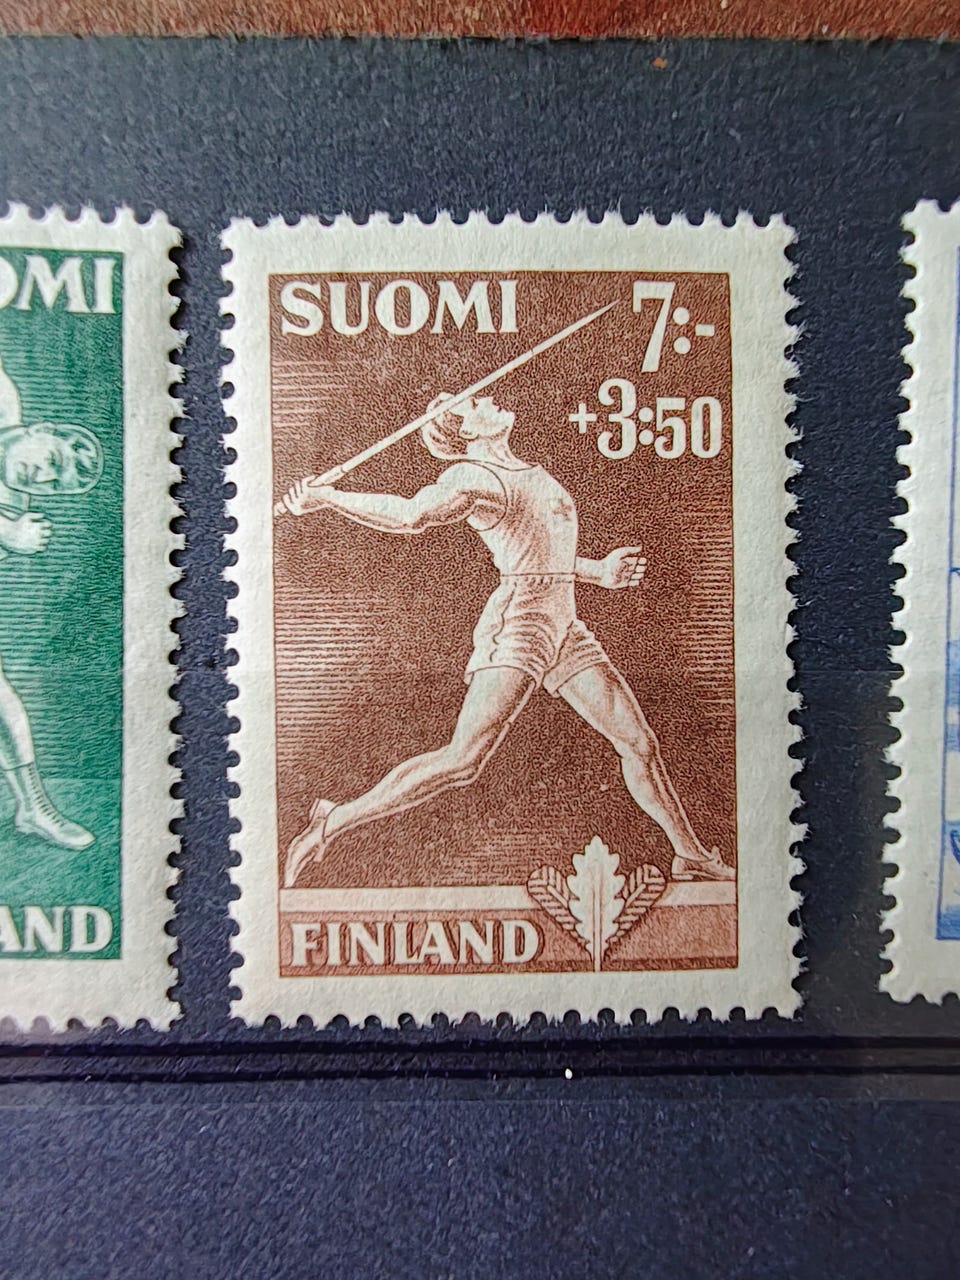 OMI
AND
SUOMI
7:-
+3:50
FINLAND